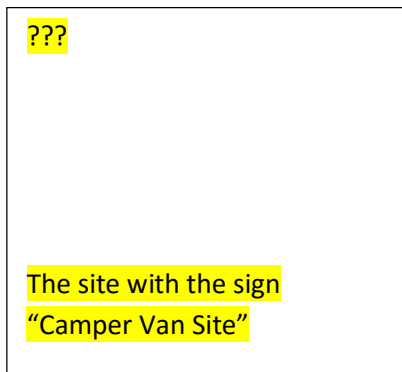 ???
The site with the sign
“Camper Van Site”